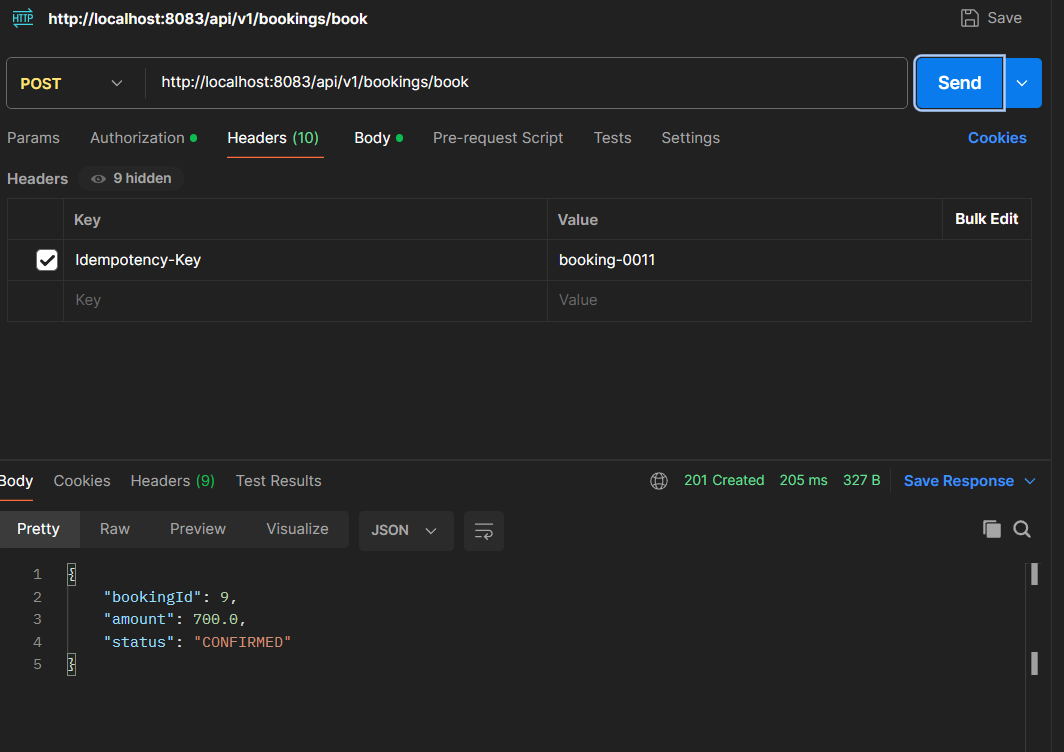 HTTP http://localhost:8083/api/v1/bookings/book Save
POST http://localhost:8083/api/v1/bookings/book Send
Params Authorization Headers (10) Body Pre-request Script Tests Settings Cookies
Headers 9 hidden
Key Value Bulk Edit
Idempotency-Key booking-0011
Key Value
Body Cookies Headers (9) Test Results 201 Created 205 ms 327 B Save Response
Pretty Raw Preview Visualize JSON
1 {
2 "bookingId": 9,
3 "amount": 700.0,
4 "status": "CONFIRMED"
5 }